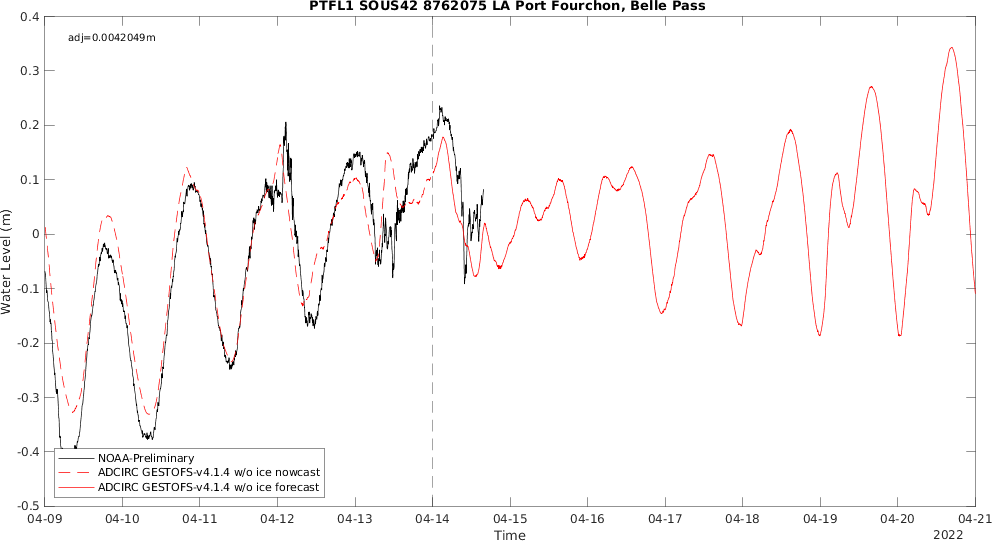 PTFL1 SOUS42 8762075 LA Port Fourchon, Belle Pass
adj=0.0042049m
0.4
0.3
0.2
0.1
0
-0.1
-0.2
-0.3
-0.4
-0.5
Water Level (m)
NOAA-Preliminary
ADCIRC GESTOFS-v4.1.4 w/o ice nowcast
ADCIRC GESTOFS-v4.1.4 w/o ice forecast
04-09 04-10 04-11 04-12 04-13 04-14 04-15 04-16 04-17 04-18 04-19 04-20 04-21
Time
2022